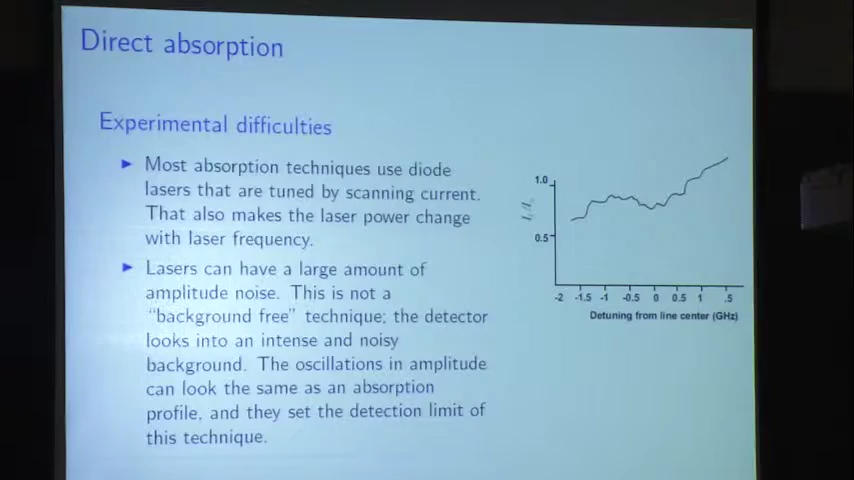 Direct absorption
Experimental difficulties
► Most absorption techniques use diode
lasers that are tuned by scanning current.
That also makes the laser power change
with laser frequency.
► Lasers can have a large amount of
amplitude noise. This is not a
"background free" technique; the detector
looks into an intense and noisy
background. The oscillations in amplitude
can look the same as an absorption
profile, and they set the detection limit of
this technique.
1.0
0.5
-2 -1.5 -1 -0.5 0 0.5 1 .5
Detuning from line center (GHz)